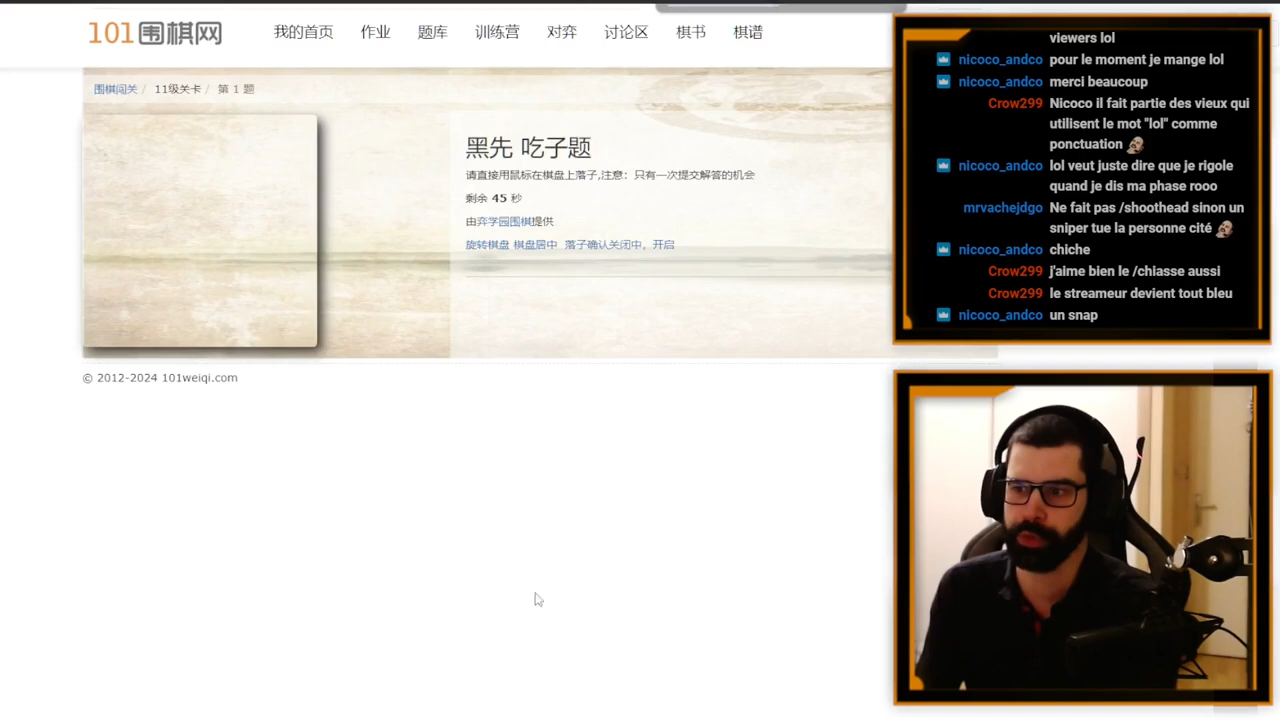 101围棋网
我的首页 作业 题库 训练营 对弈 讨论区 棋书 棋谱
围棋闯关 / 11级关卡 / 第 1 题
黑先 吃子题
请直接用鼠标在棋盘上落子,注意：只有一次提交解答的机会
剩余 45 秒
由弈学园围棋提供
旋转棋盘 棋盘居中 落子确认关闭中，开启
© 2012-2024 101weiqi.com
viewers lol
nicoco_andco pour le moment je mange lol
nicoco_andco merci beaucoup
Crow299 Nicoco il fait partie des vieux qui
utilisent le mot "lol" comme
ponctuation
nicoco_andco lol veut juste dire que je rigole
quand je dis ma phase rooo
mrvachejdgo Ne fait pas /shoothead sinon un
sniper tue la personne cité
nicoco_andco chiche
Crow299 j'aime bien le /chiasse aussi
Crow299 le streameur devient tout bleu
nicoco_andco un snap